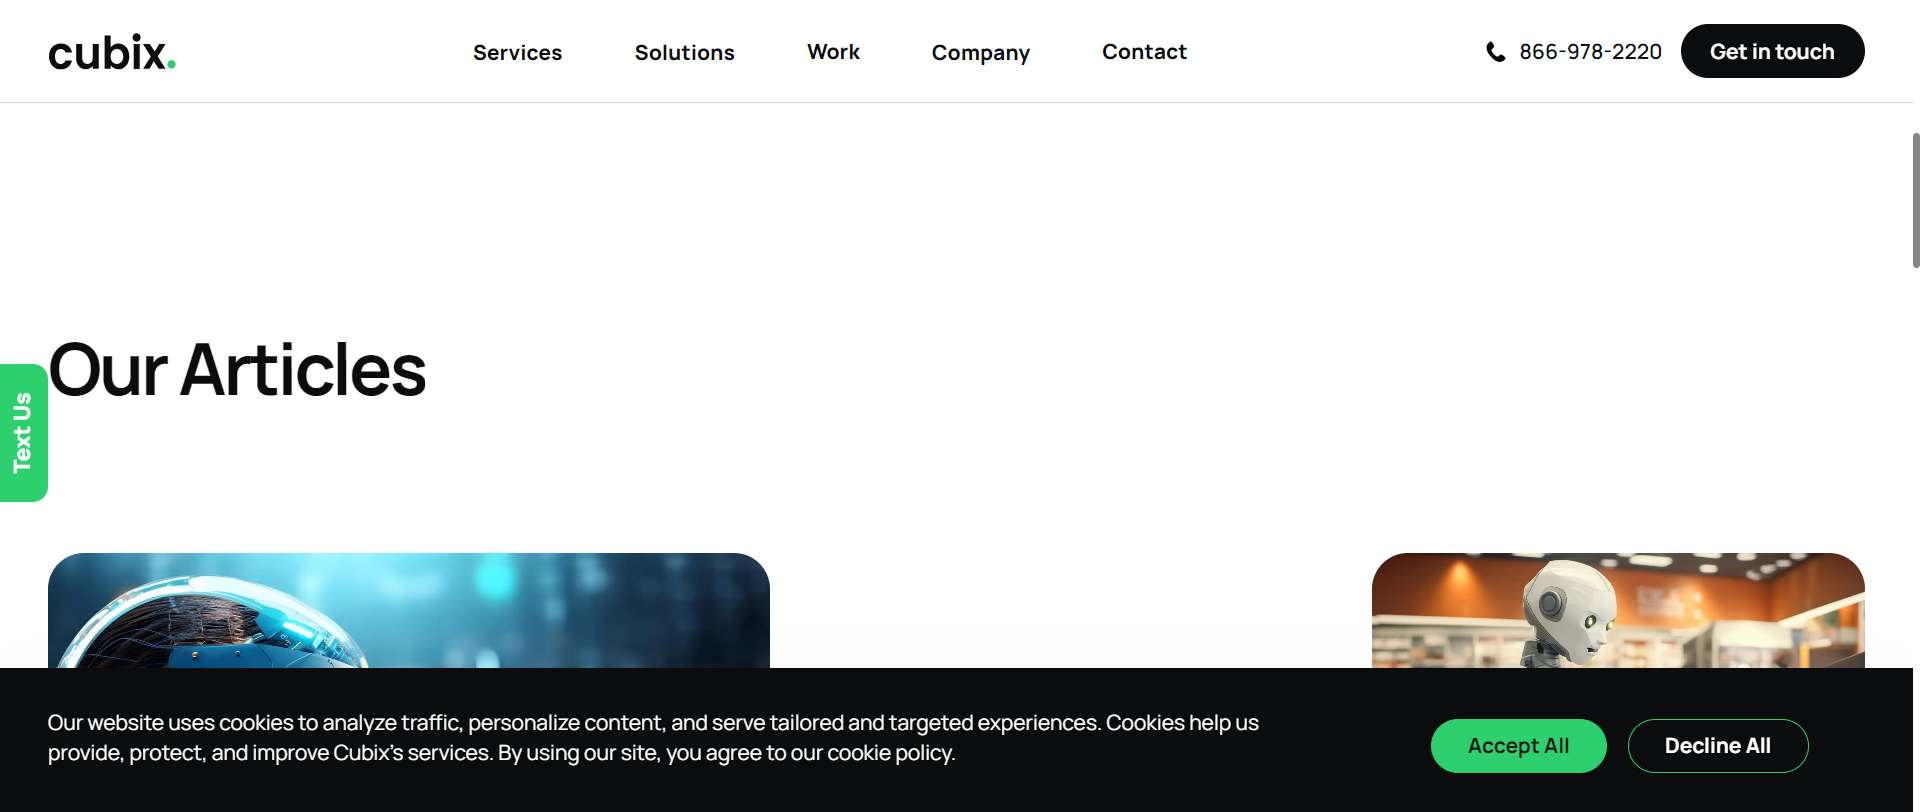 cubix.
Services
Solutions
Work
Company
Contact
866-978-2220
Get in touch
Our Articles
Text Us
Our website uses cookies to analyze traffic, personalize content, and serve tailored and targeted experiences. Cookies help us
provide, protect, and improve Cubix's services. By using our site, you agree to our cookie policy.
Accept All
Decline All